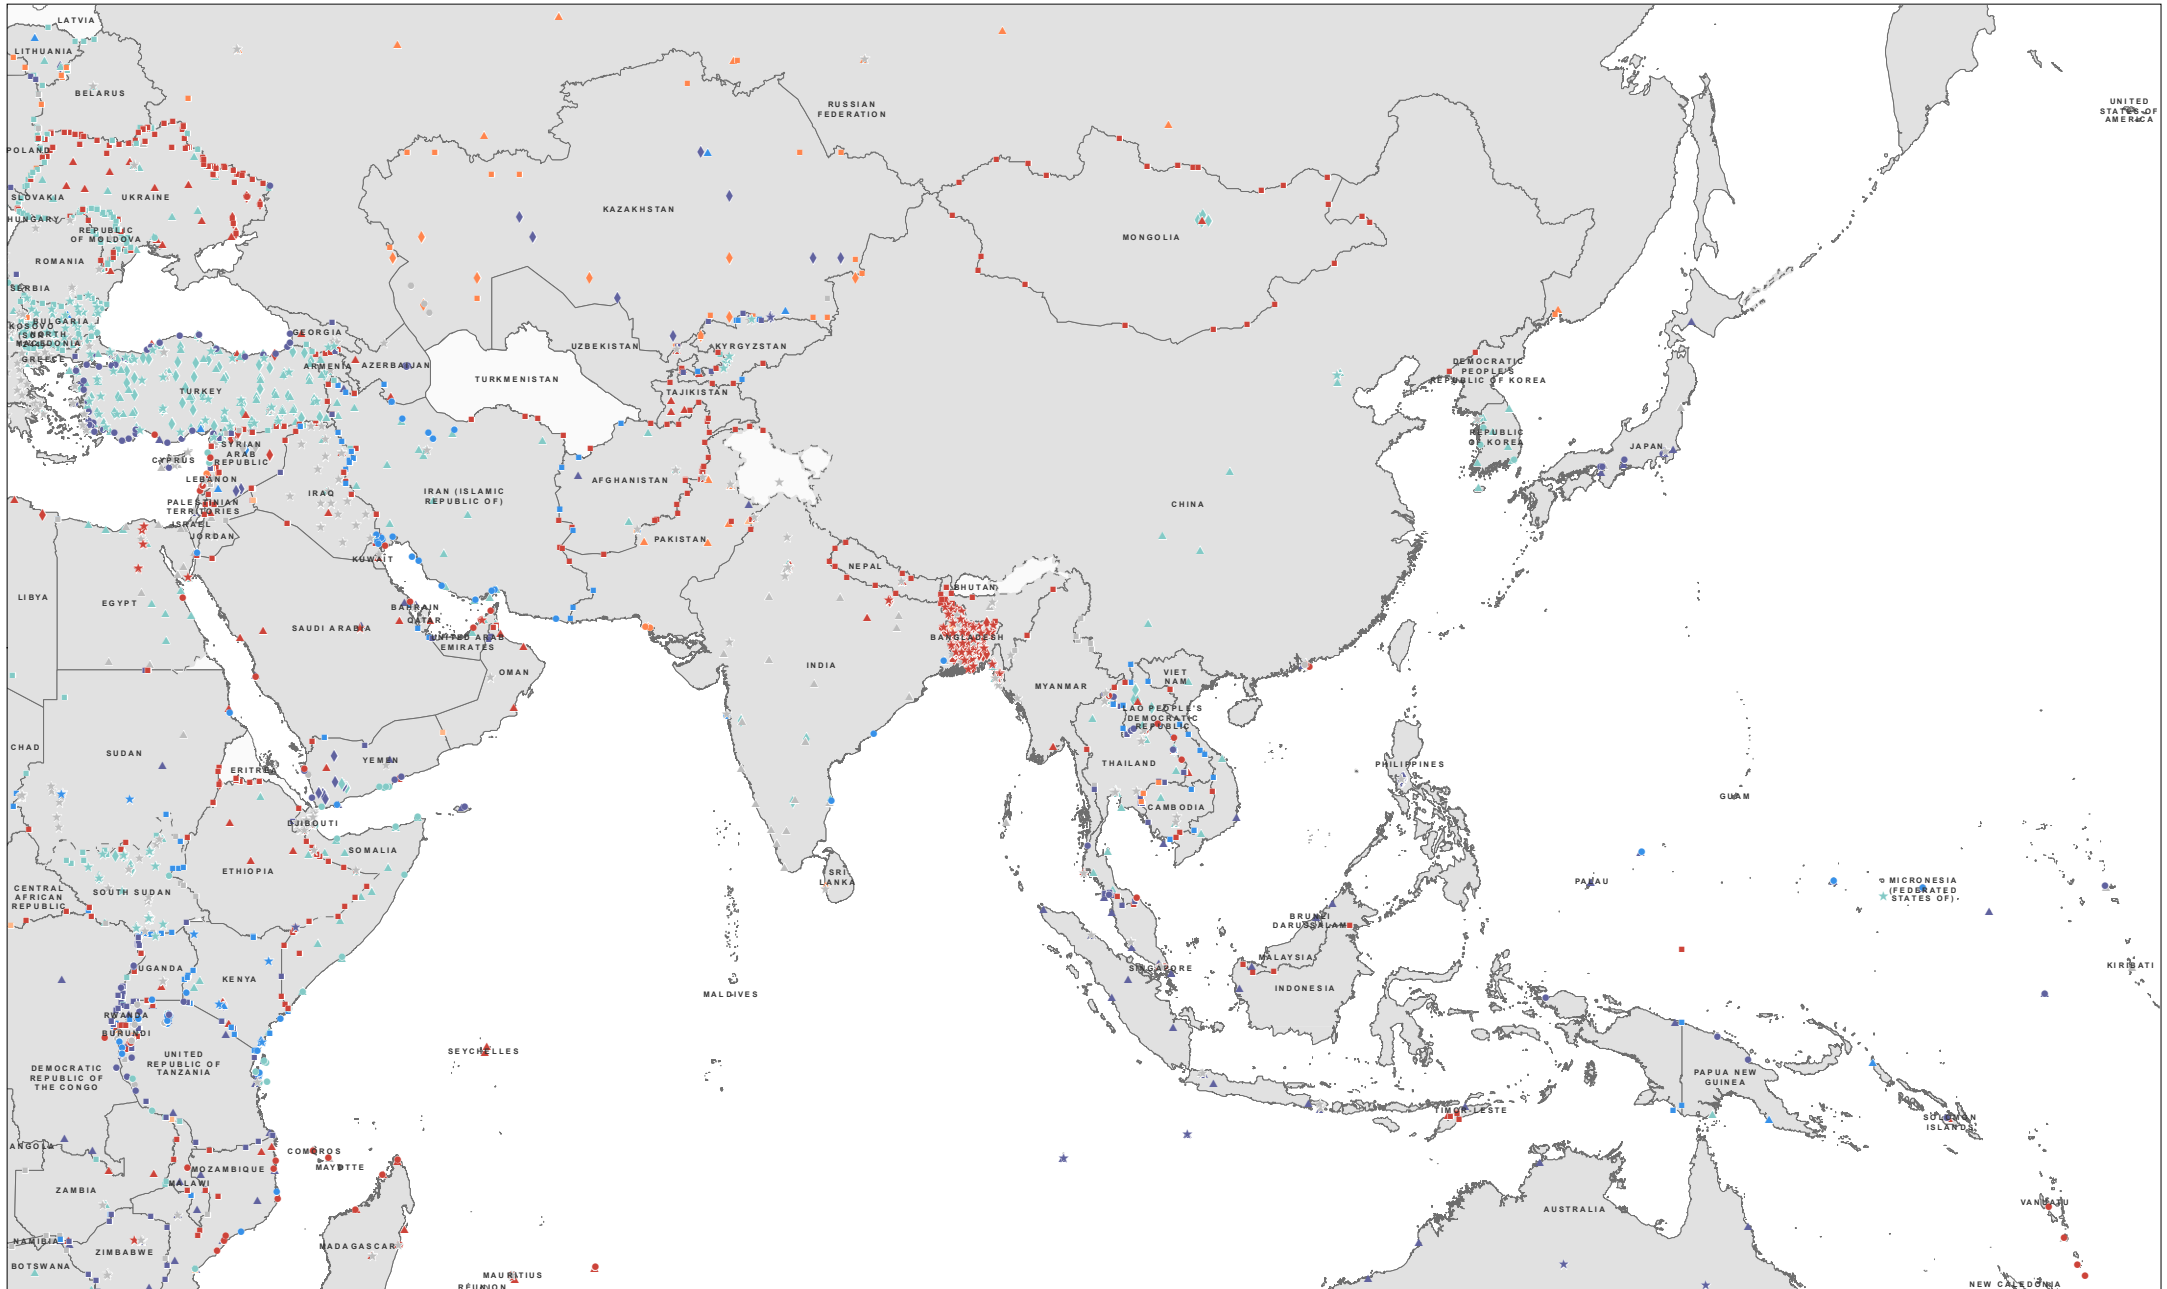 LATVIA
LITHUANIA
BELARUS
POLAND
SLOVAKIA
UKRAINE
HUNGARY
REPUBLIC
OF MOLDOVA
ROMANIA
SERBIA
BULGARIA
KOSOVO
NORTH
MACEDONIA
GREECE
TURKEY
GEORGIA
ARMENIA
AZERBAIJAN
RUSSIAN
FEDERATION
KAZAKHSTAN
UZBEKISTAN
KYRGYZSTAN
TURKMENISTAN
TAJIKISTAN
MONGOLIA
UNITED
STATES OF
AMERICA
DEMOCRATIC
PEOPLE'S
REPUBLIC OF KOREA
REPUBLIC
OF KOREA
JAPAN
CHINA
CYPRUS
SYRIAN
ARAB
REPUBLIC
LEBANON
PALESTINIAN
TERRITORIES
ISRAEL
JORDAN
IRAQ
IRAN (ISLAMIC
REPUBLIC OF)
AFGHANISTAN
PAKISTAN
KUWAIT
BAHRAIN
QATAR
UNITED ARAB
EMIRATES
SAUDI ARABIA
OMAN
YEMEN
LIBYA
EGYPT
CHAD
SUDAN
ERITREA
DJIBOUTI
SOMALIA
ETHIOPIA
SOUTH SUDAN
CENTRAL
AFRICAN
REPUBLIC
UGANDA
KENYA
RWANDA
BURUNDI
DEMOCRATIC
REPUBLIC OF
THE CONGO
UNITED
REPUBLIC OF
TANZANIA
ANGOLA
ZAMBIA
MOZAMBIQUE
MALAWI
NAMIBIA
ZIMBABWE
BOTSWANA
COMOROS
MAYOTTE
MADAGASCAR
SEYCHELLES
MAURITIUS
RÉUNION
NEPAL
BHUTAN
BANGLADESH
INDIA
SRI
LANKA
MALDIVES
MYANMAR
VIET
NAM
LAO PEOPLE'S
DEMOCRATIC
REPUBLIC
THAILAND
CAMBODIA
PHILIPPINES
GUAM
PALAU
MICRONESIA
(FEDERATED
STATES OF)
KIRIBATI
BRUNEI
DARUSSALAM
MALAYSIA
SINGAPORE
INDONESIA
PAPUA NEW
GUINEA
TIMOR-LESTE
SOLOMON
ISLANDS
VANUATU
AUSTRALIA
NEW CALEDONIA